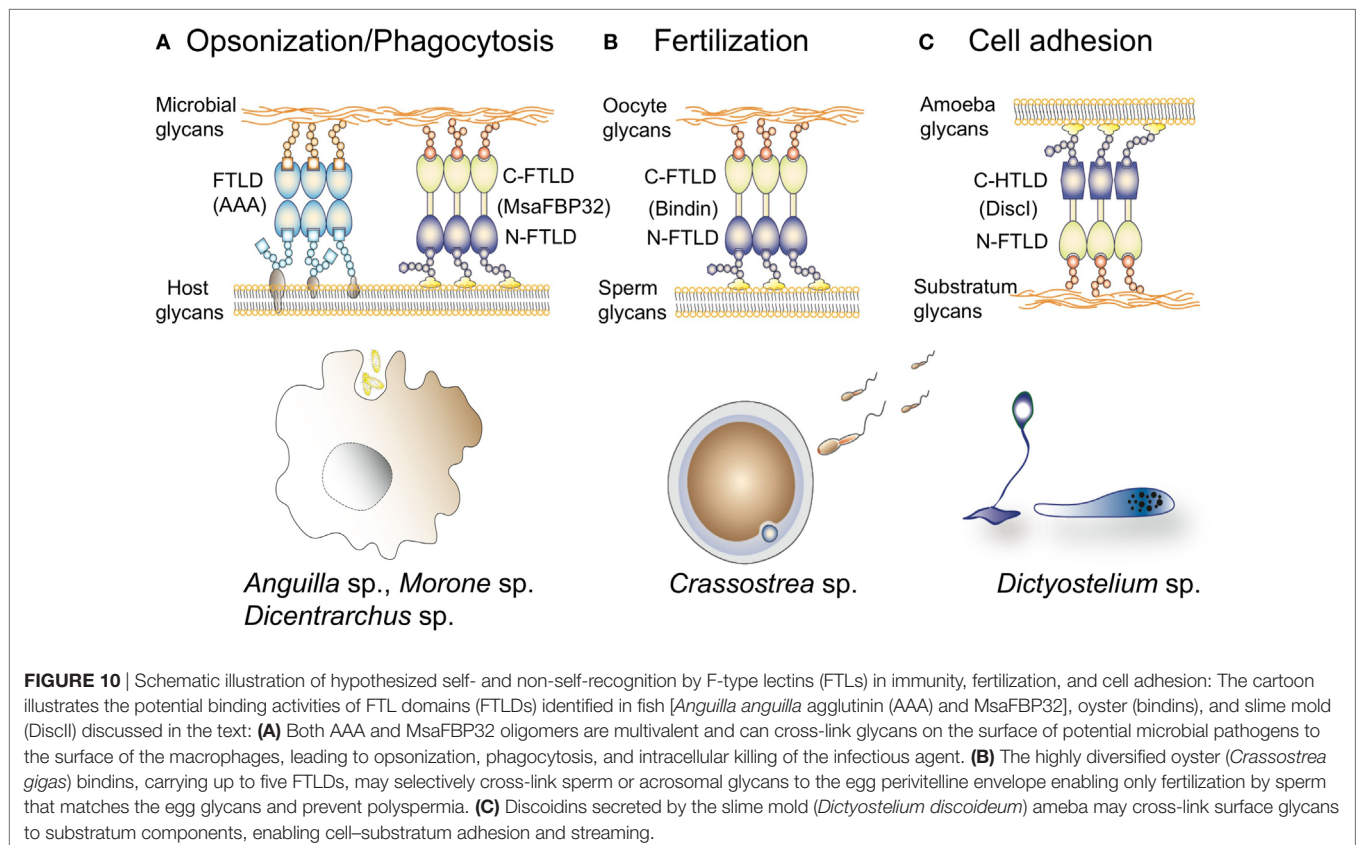 A Opsonization/Phagocytosis
Microbial
glycans
FTLD
(AAA)
C-FTLD
(MsaFBP32)
N-FTLD
Host
glycans
Anguilla sp., Morone sp.
Dicentrarchus sp.
B Fertilization
Oocyte
glycans
C-FTLD
(Bindin)
N-FTLD
Sperm
glycans
Crassostrea sp.
C Cell adhesion
Amoeba
glycans
C-HTLD
(DiscI)
N-FTLD
Substratum
glycans
Dictyostelium sp.
FIGURE 10 | Schematic illustration of hypothesized self- and non-self-recognition by F-type lectins (FTLs) in immunity, fertilization, and cell adhesion: The cartoon
illustrates the potential binding activities of FTL domains (FTLDs) identified in fish [Anguilla anguilla agglutinin (AAA) and MsaFBP32], oyster (bindins), and slime mold
(DiscII) discussed in the text: (A) Both AAA and MsaFBP32 oligomers are multivalent and can cross-link glycans on the surface of potential microbial pathogens to
the surface of the macrophages, leading to opsonization, phagocytosis, and intracellular killing of the infectious agent. (B) The highly diversified oyster (Crassostrea
gigas) bindins, carrying up to five FTLDs, may selectively cross-link sperm or acrosomal glycans to the egg perivitelline envelope enabling only fertilization by sperm
that matches the egg glycans and prevent polyspermia. (C) Discoidins secreted by the slime mold (Dictyostelium discoideum) ameba may cross-link surface glycans
to substratum components, enabling cell–substratum adhesion and streaming.